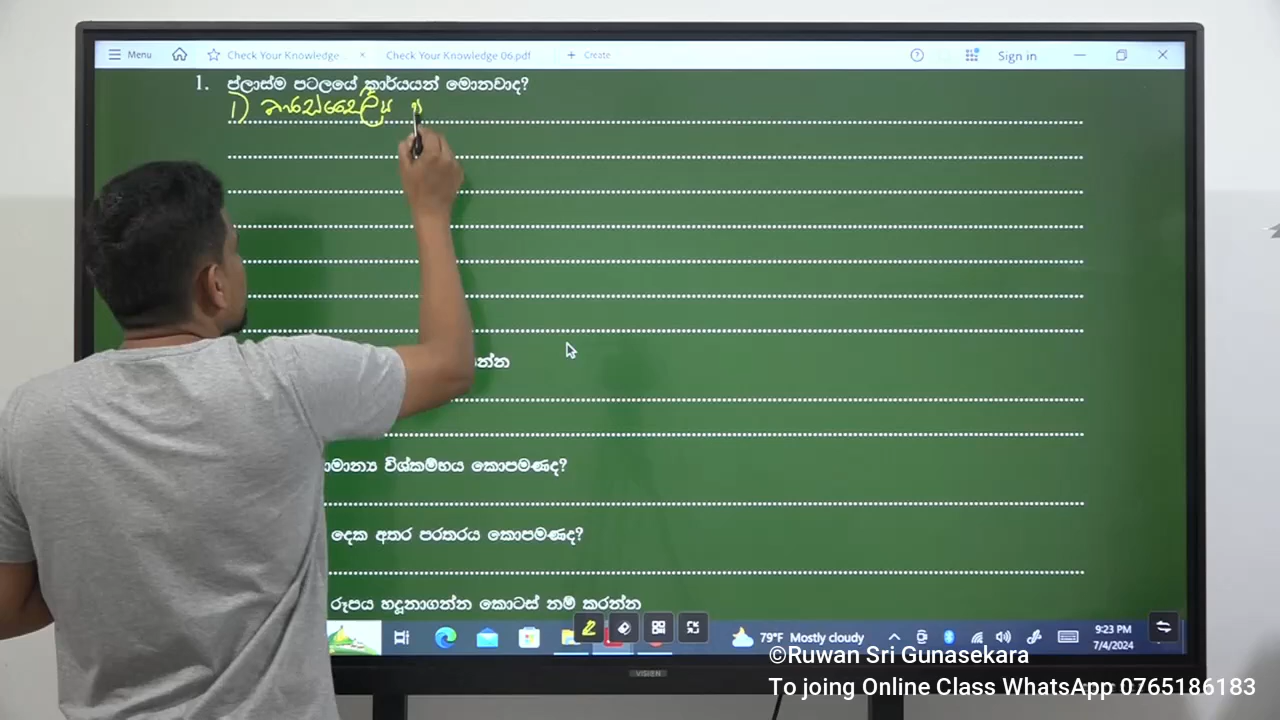 Menu Check Your Knowledge... × Check Your Knowledge 06.pdf + Create Sign in
1. ප්ලාස්ම පටලයේ කාර්යයන් මොනවාද?
1)
න්න
විශ්කම්භය කොපමණද?
දෙක අතර පරතරය කොපමණද?
රූපය හඳුනාගන්න කොටස් නම් කරන්න
79°F Mostly cloudy 9:23 PM
7/4/2024
©Ruwan Sri Gunasekara
VISION
To joing Online Class WhatsApp 0765186183